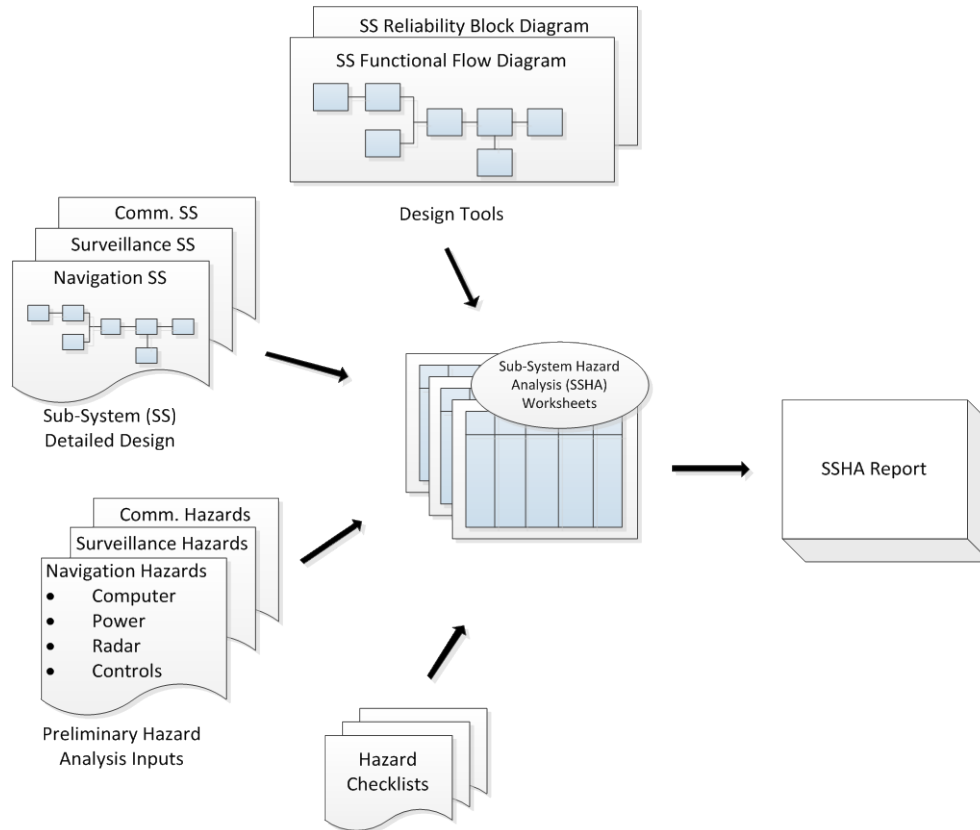 SS Reliability Block Diagram
SS Functional Flow Diagram
Design Tools
Comm. SS
Surveillance SS
Navigation SS
Sub-System (SS)
Detailed Design
Sub-System Hazard
Analysis (SSHA)
Worksheets
SSHA Report
Comm. Hazards
Surveillance Hazards
Navigation Hazards
• Computer
• Power
• Radar
• Controls
Preliminary Hazard
Analysis Inputs
Hazard
Checklists